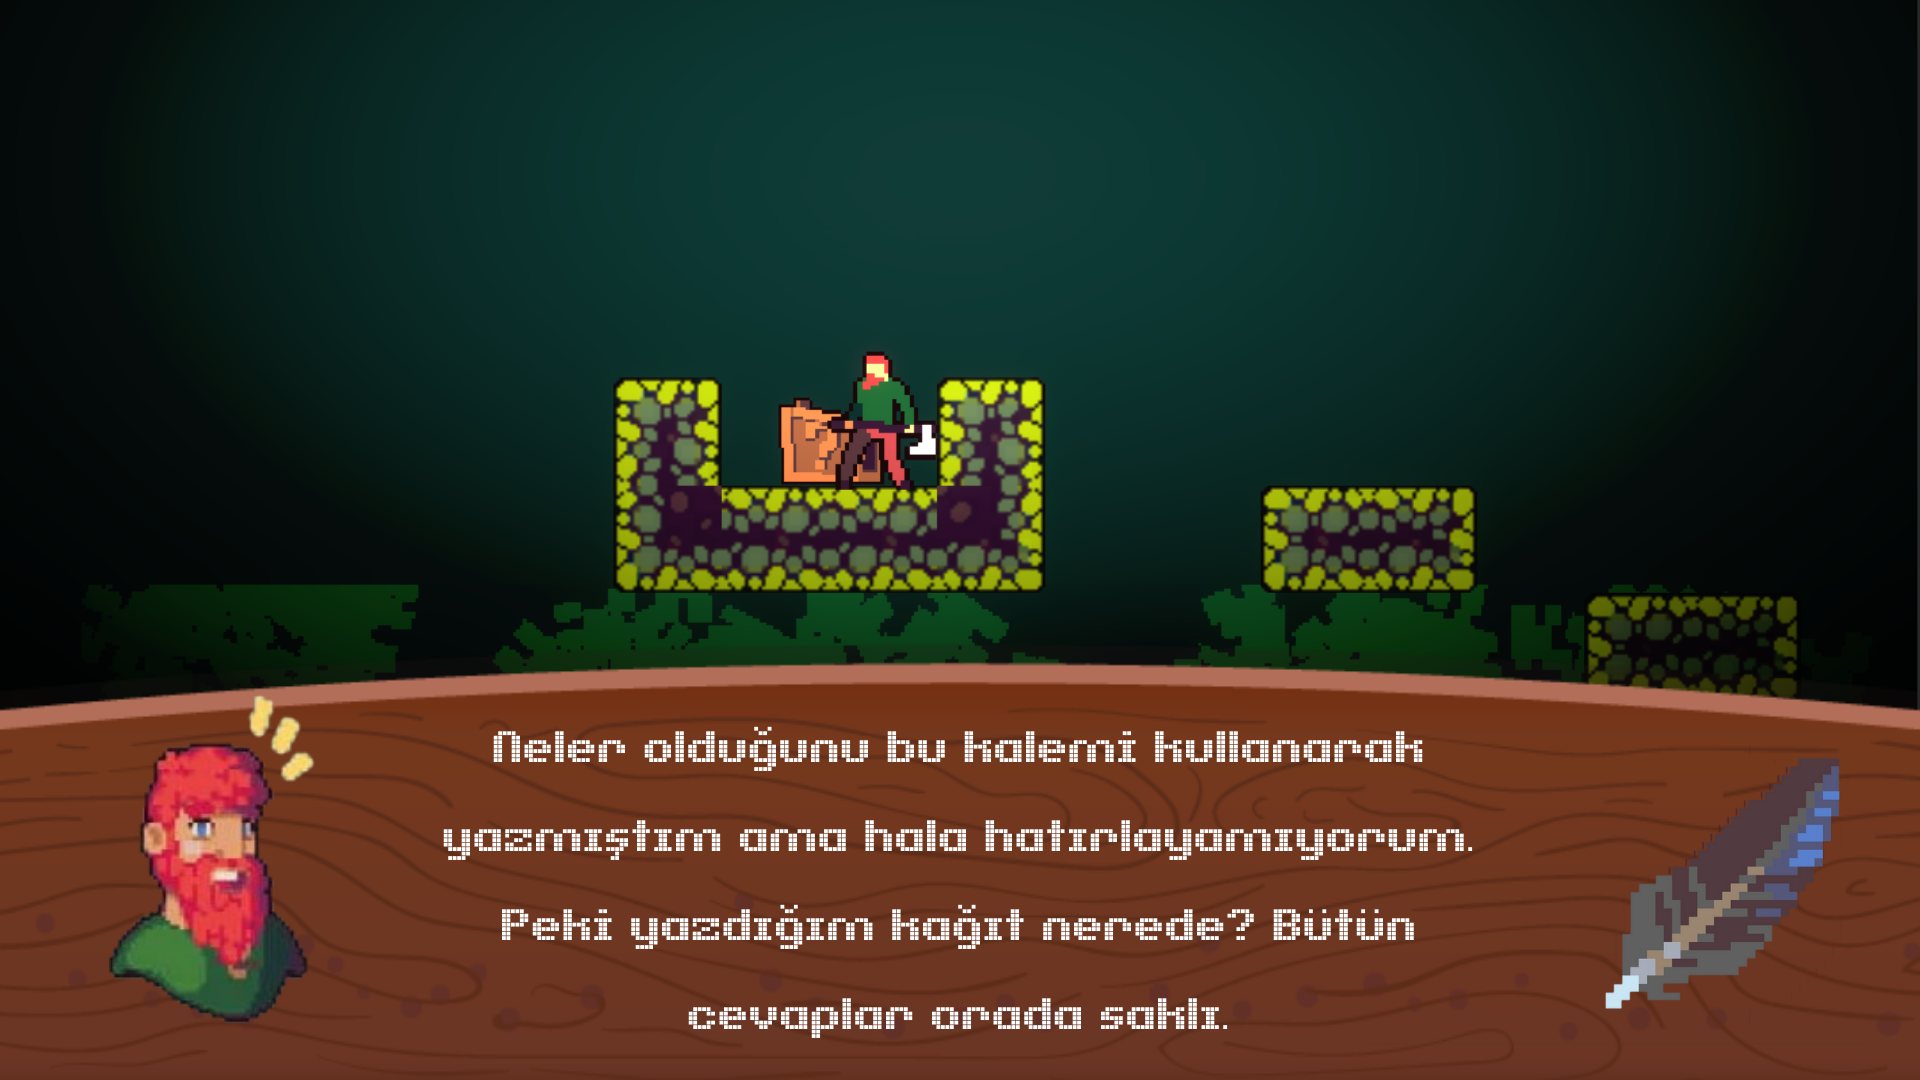 Neler olduğunu bu kalemi kullanarak
yazmıştım ama hala hatırlayamıyorum.
Peki yazdığım kağıt nerede? Bütün
cevaplar orada saklı.